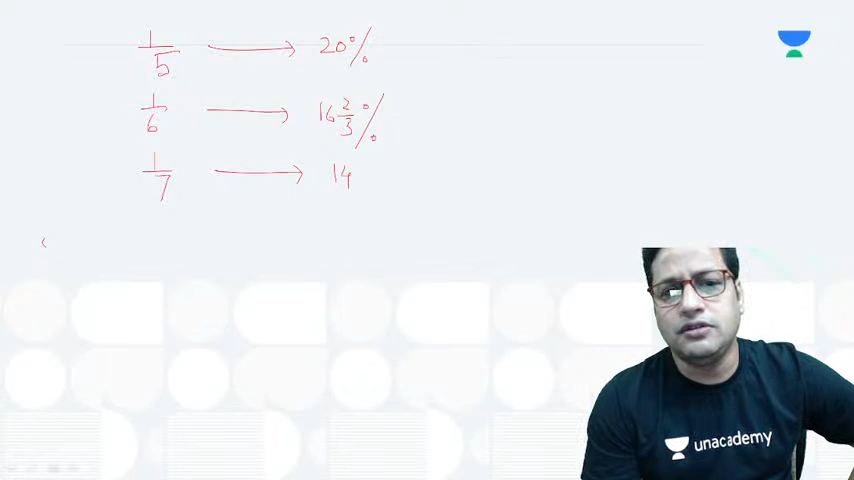 1/5 → 20%
1/6 → 16 2/3 %
1/7 → 14
unacademy